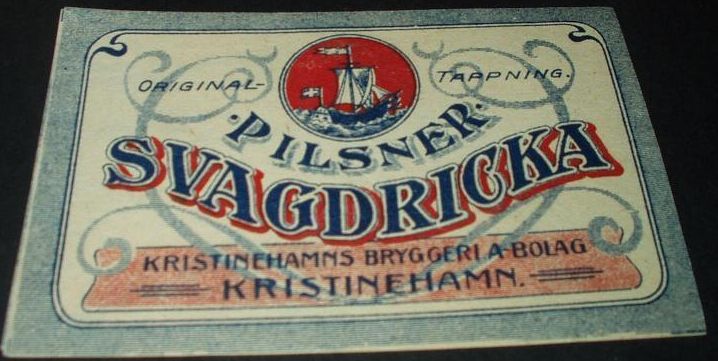 ORIGINAL- TAPPNING.
·PILSNER·
SVAGDRICKA
KRISTINEHAMNS BRYGGERI A-BOLAG
KRISTINEHAMN.